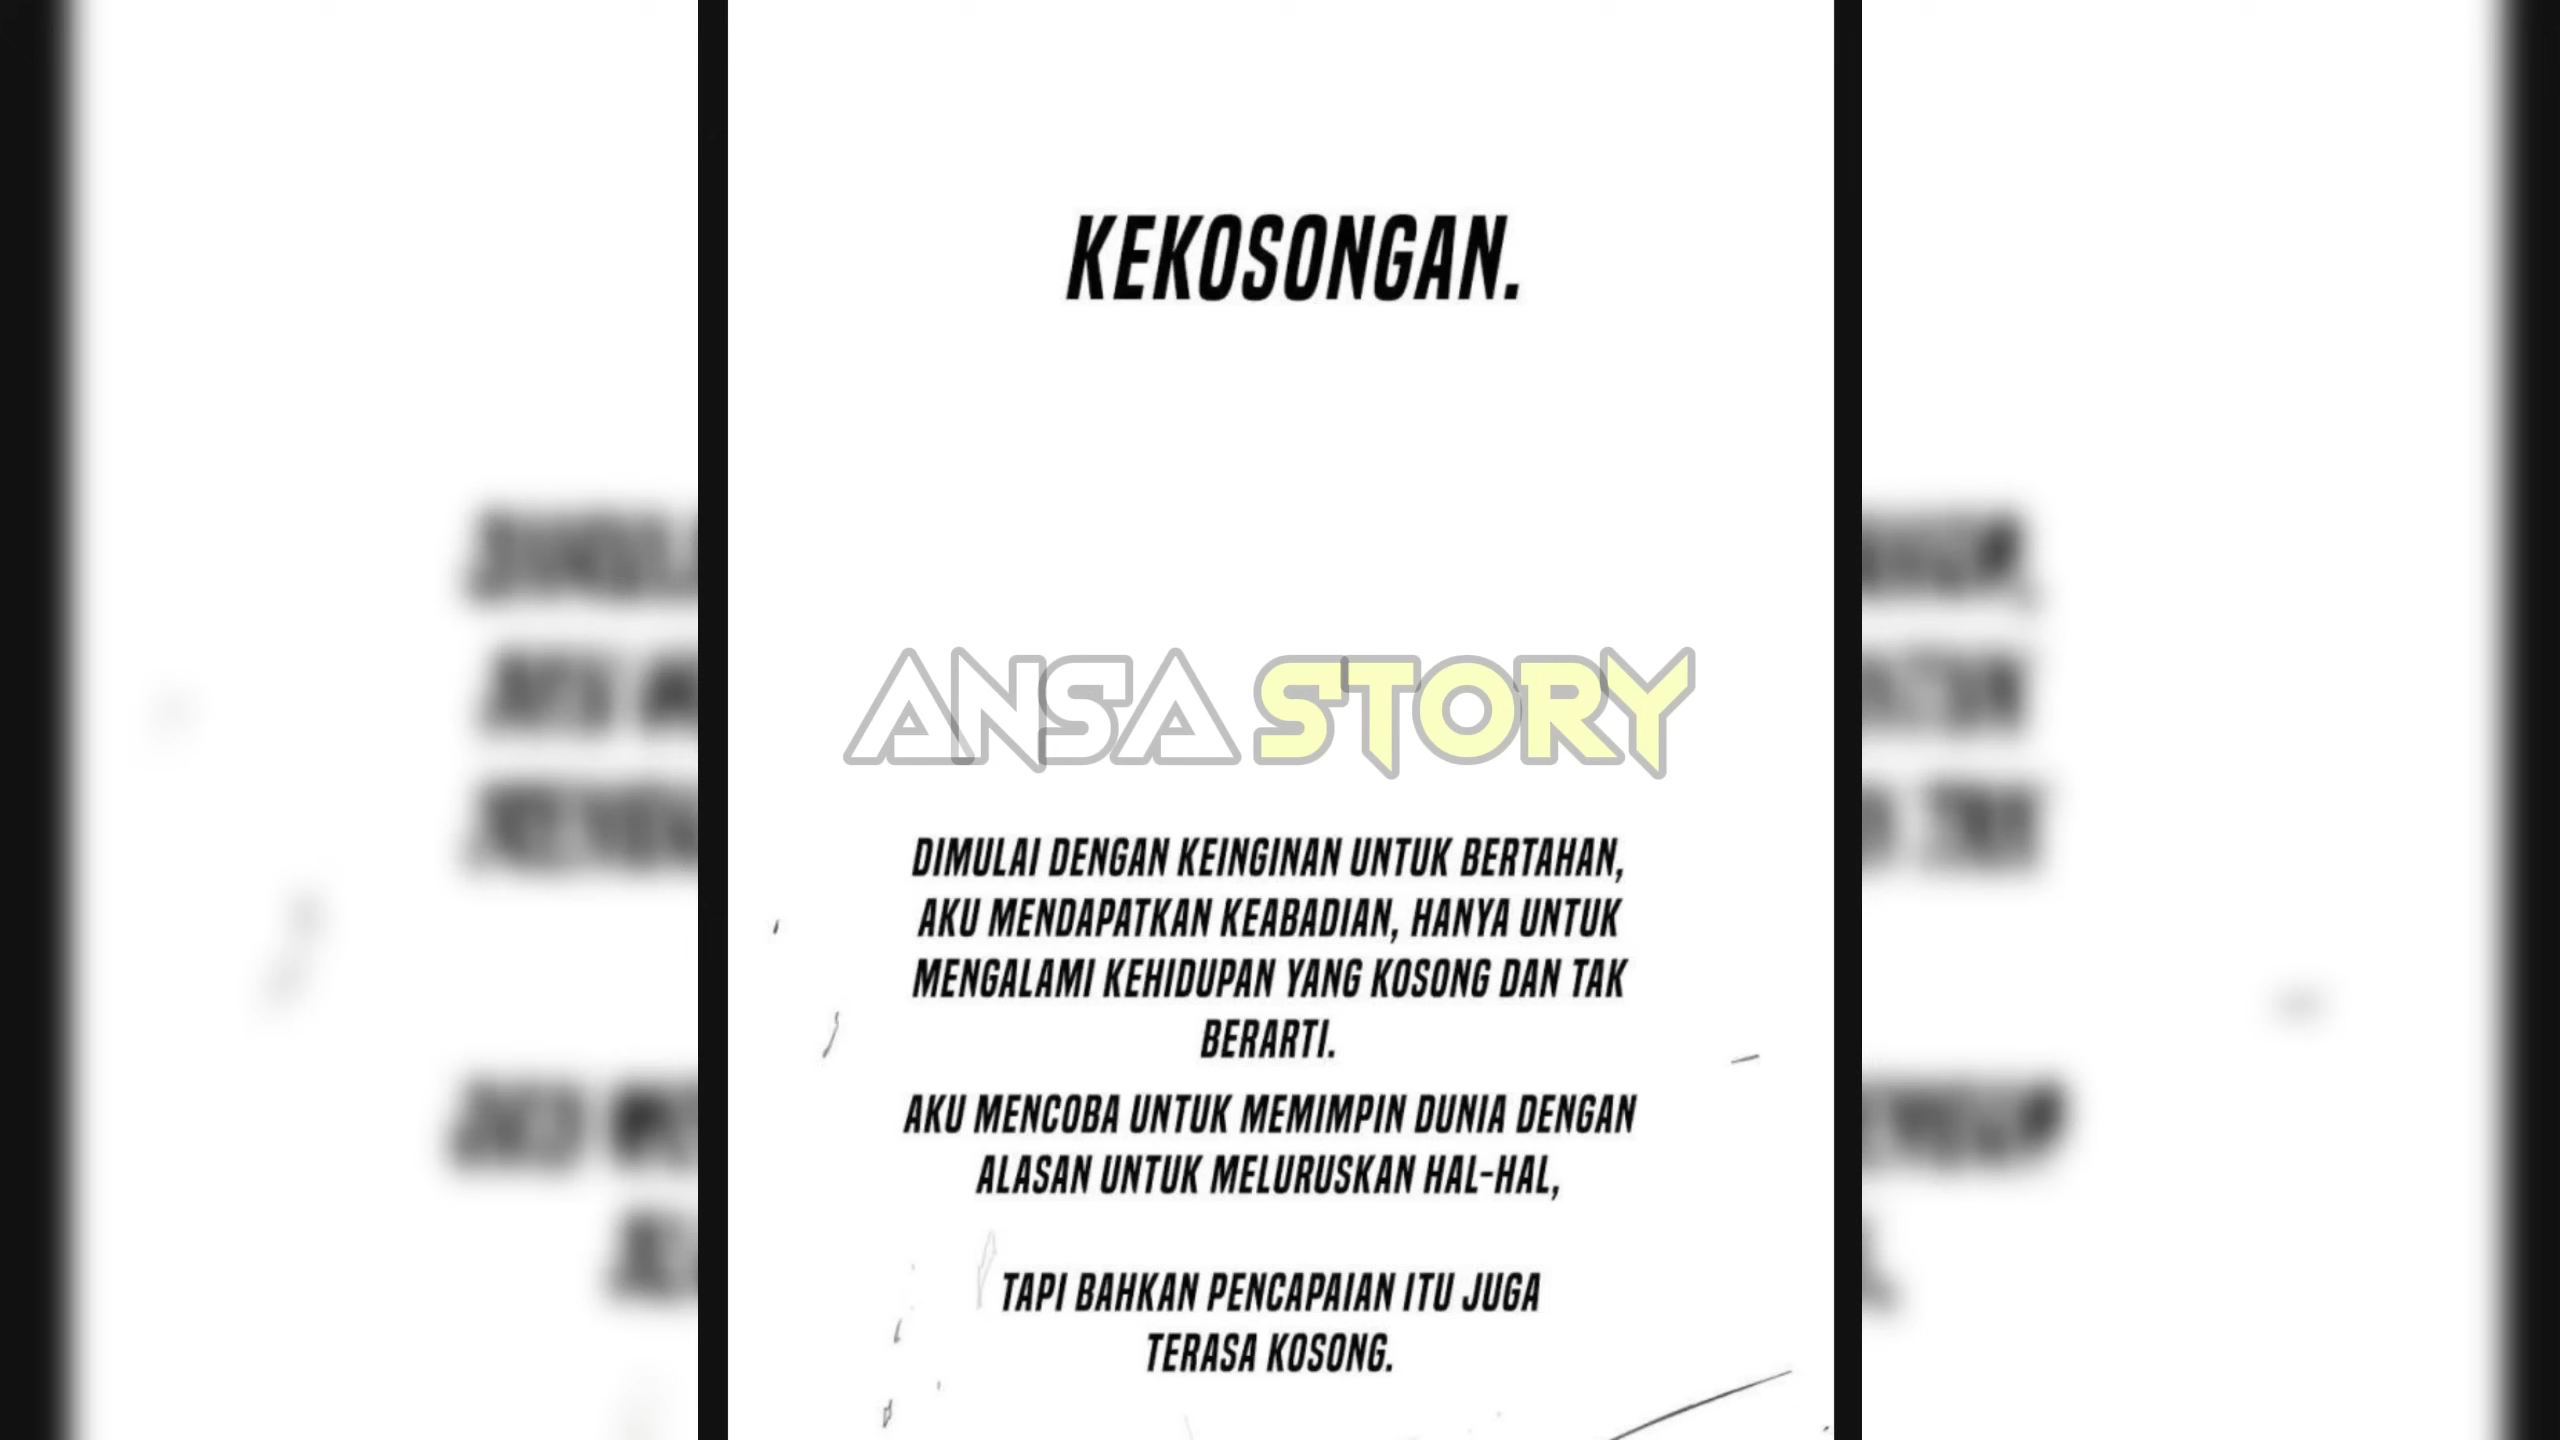 KEKOSONGAN.
ANSA STORY
DIMULAI DENGAN KEINGINAN UNTUK BERTAHAN,
AKU MENDAPATKAN KEABADIAN, HANYA UNTUK
MENGALAMI KEHIDUPAN YANG KOSONG DAN TAK
BERARTI.
AKU MENCOBA UNTUK MEMIMPIN DUNIA DENGAN
ALASAN UNTUK MELURUSKAN HAL-HAL,
TAPI BAHKAN PENCAPAIAN ITU JUGA
TERASA KOSONG.